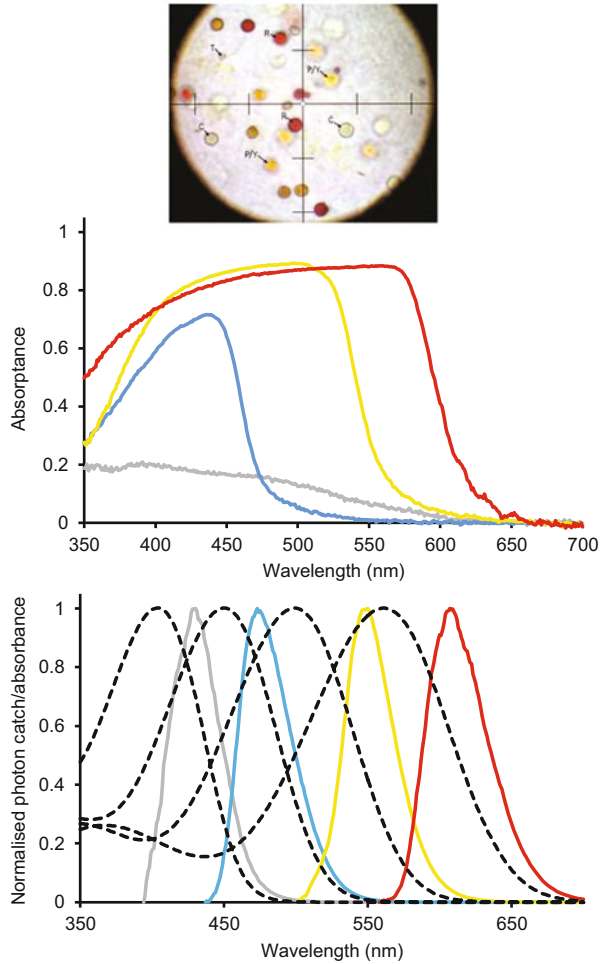 R
T
P/Y
R
C
C
P/Y
1
0.8
0.6
0.4
0.2
0
Absorptance
350 400 450 500 550 600 650 700
Wavelength (nm)
1
0.8
0.6
0.4
0.2
0
Normalised photon catch/absorbance
350 450 550 650
Wavelength (nm)